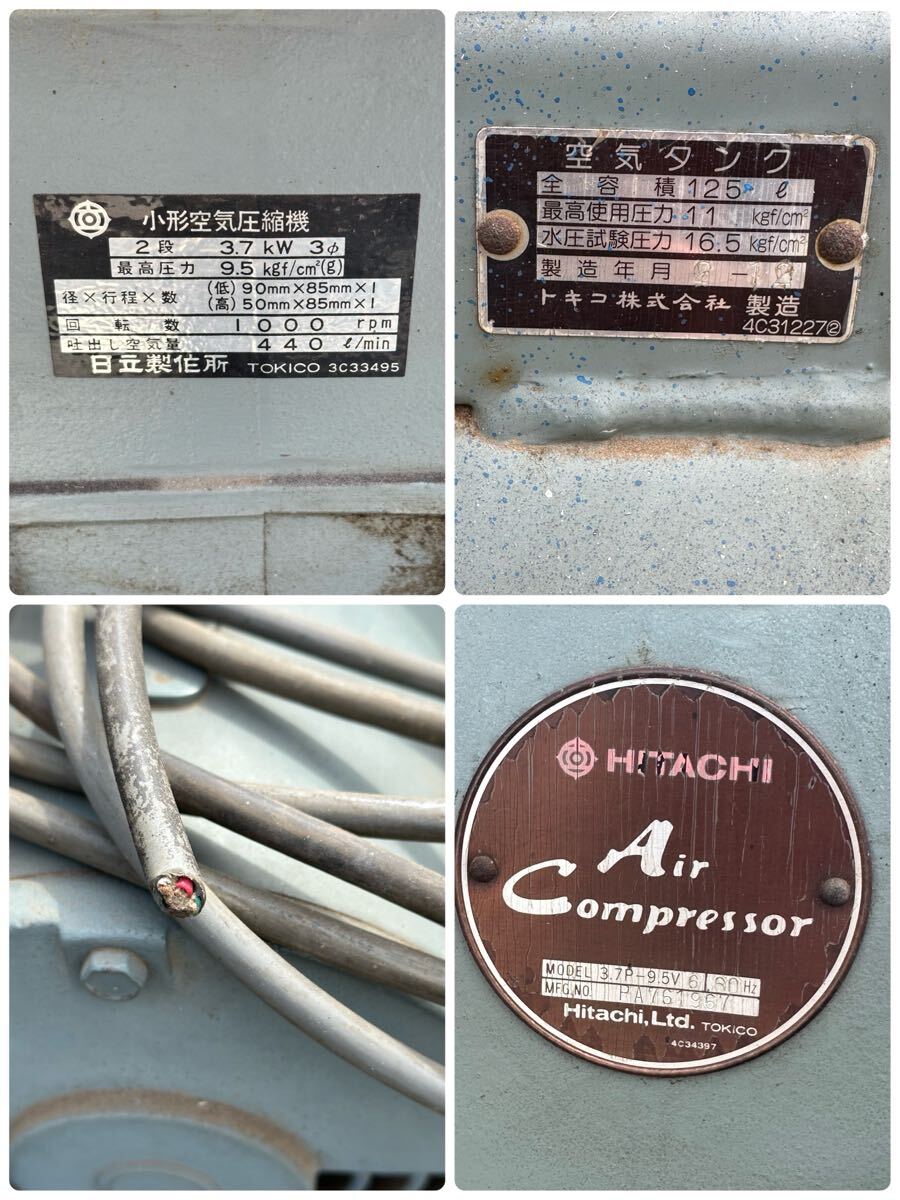 小形空気圧縮機
2段 3.7 kW 3φ
最高圧力 9.5 kgf/cm²(g)
径×行程×数 (低) 90mm×85mm×1
(高) 50mm×85mm×1
回転数 1000 rpm
吐出し空気量 440 ℓ/min
日立製作所 TOKICO 3C33495
空気タンク
全容積 125 ℓ
最高使用圧力 11 kgf/cm²
水圧試験圧力 16.5 kgf/cm²
製造年月
トキコ株式会社 製造
4C31227②
HITACHI
Air
Compressor
MODEL 3.7P-9.5V 60 Hz
MFG.NO. PA761967
Hitachi, Ltd. TOKICO
4C34397